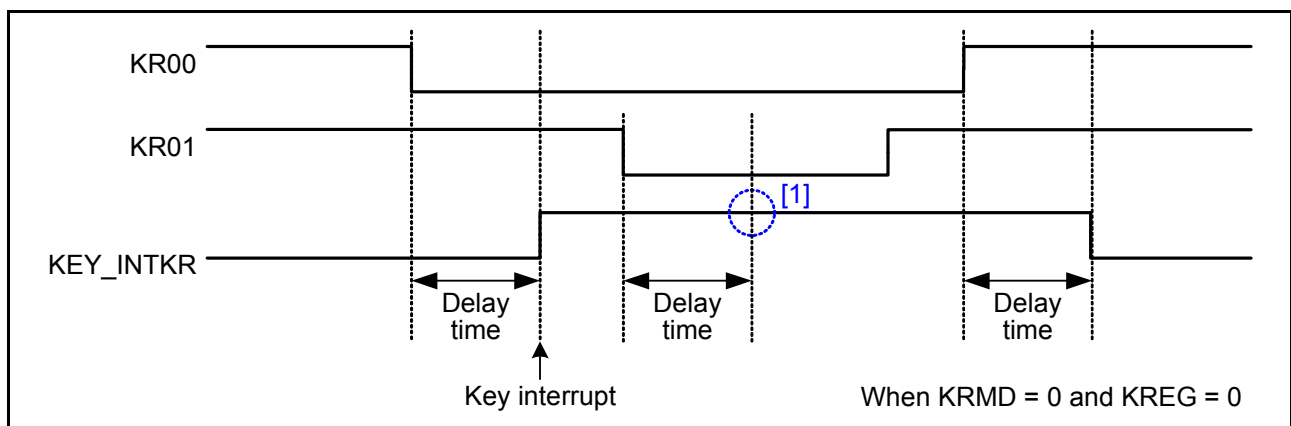 KR00
KR01
[1]
KEY_INTKR
Delay time
Delay time
Delay time
Key interrupt
When KRMD = 0 and KREG = 0